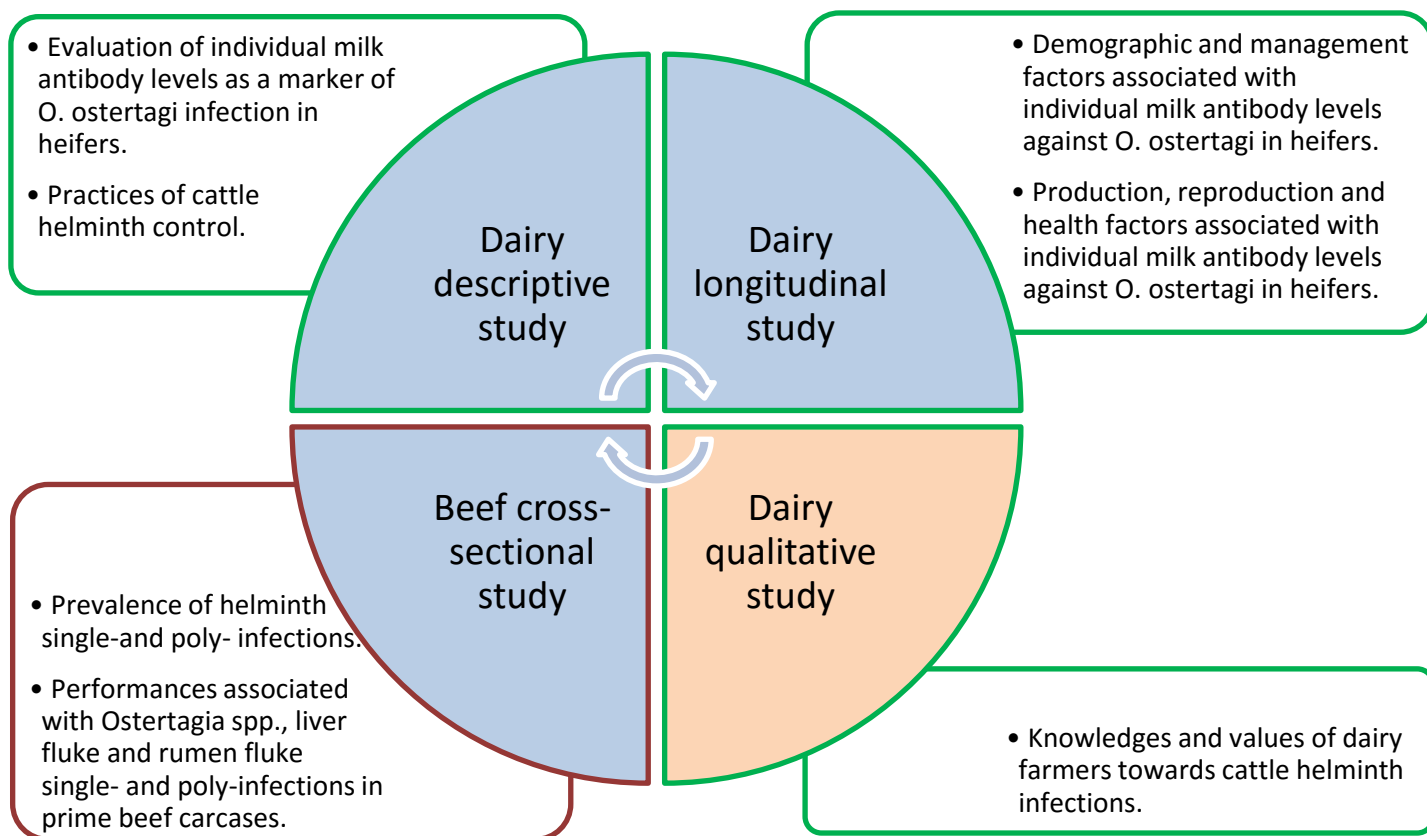 • Evaluation of individual milk
antibody levels as a marker of
O. ostertagi infection in
heifers.
• Practices of cattle
helminth control.
• Demographic and management
factors associated with
individual milk antibody levels
against O. ostertagi in heifers.
• Production, reproduction and
health factors associated with
individual milk antibody levels
against O. ostertagi in heifers.
Dairy
descriptive
study
Dairy
longitudinal
study
Beef cross-
sectional
study
Dairy
qualitative
study
• Prevalence of helminth
single-and poly- infections.
• Performances associated
with Ostertagia spp., liver
fluke and rumen fluke
single- and poly-infections in
prime beef carcases.
• Knowledges and values of dairy
farmers towards cattle helminth
infections.